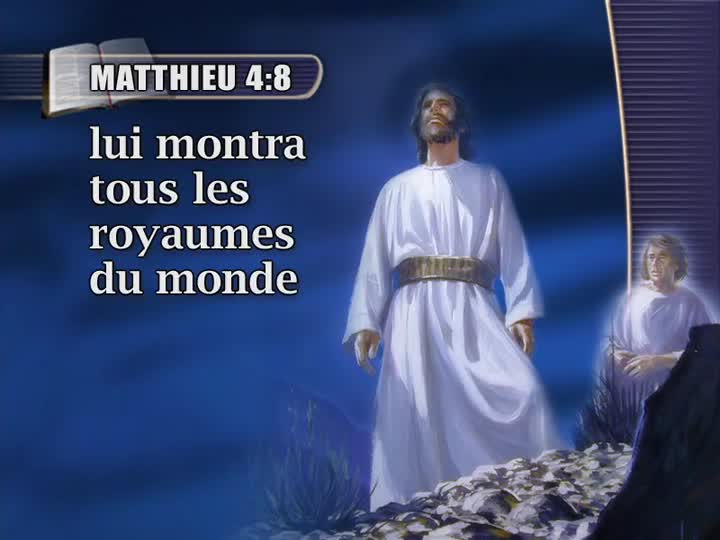 MATTHIEU 4:8
lui montra
tous les
royaumes
du monde